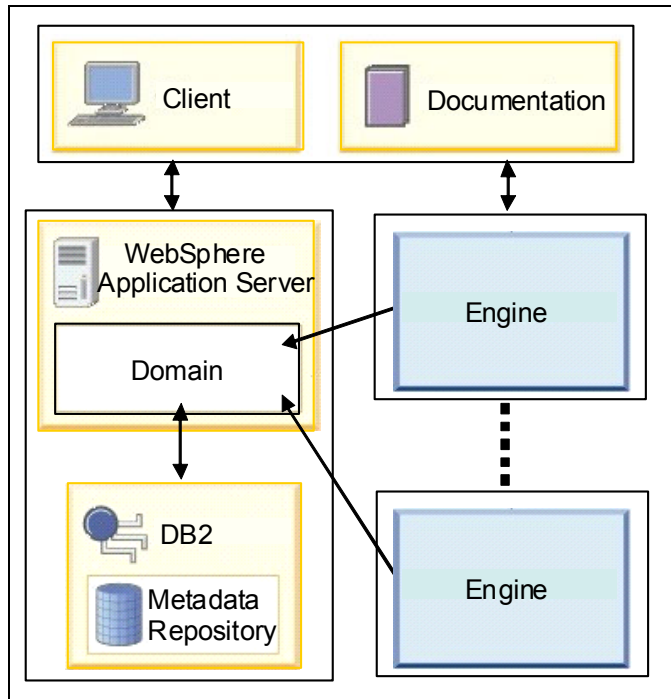 Client
Documentation
WebSphere
Application Server
Domain
Engine
DB2
Metadata
Repository
Engine